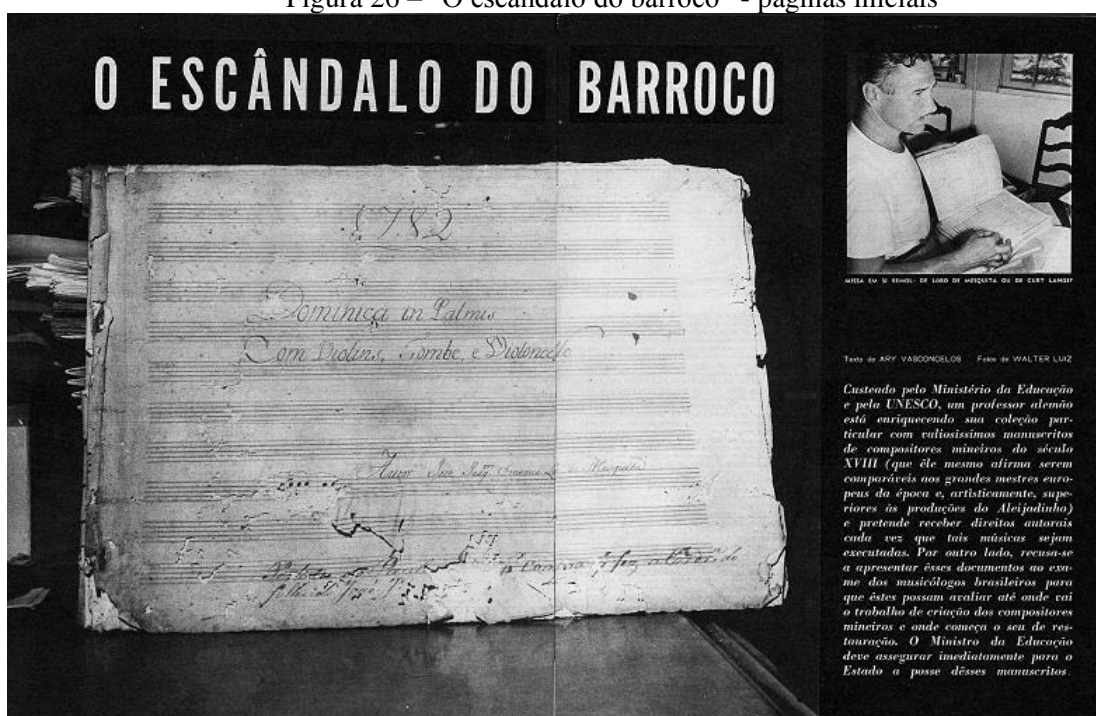 Figura 26 – "O escândalo do barroco" - páginas iniciais
O ESCÂNDALO DO BARROCO
1782
Dominica in Palmis
Com Violins, Trombe, e Violoncello
MISSA EM SI BEMOL: DE LOBO DE MESQUITA OU DE CURT LANGE?
Texto de ARY VASCONCELOS Fotos de WALTER LUIZ
Custeado pelo Ministério da Educação
e pela UNESCO, um professor alemão
está enriquecendo sua coleção par-
ticular com valiosíssimos manuscritos
de compositores mineiros do século
XVIII (que êle mesmo afirma serem
comparáveis aos grandes mestres euro-
peus da época e, artìsticamente, supe-
riores às produções do Aleijadinho)
e pretende receber direitos autorais
cada vez que tais músicas sejam
executadas. Por outro lado, recusa-se
a apresentar êsses documentos ao exa-
me dos musicólogos brasileiros para
que êstes possam avaliar até onde vai
o trabalho de criação dos compositores
mineiros e onde começa o seu de res-
tauração. O Ministro da Educação
deve assegurar imediatamente para o
Estado a posse dêsses manuscritos.